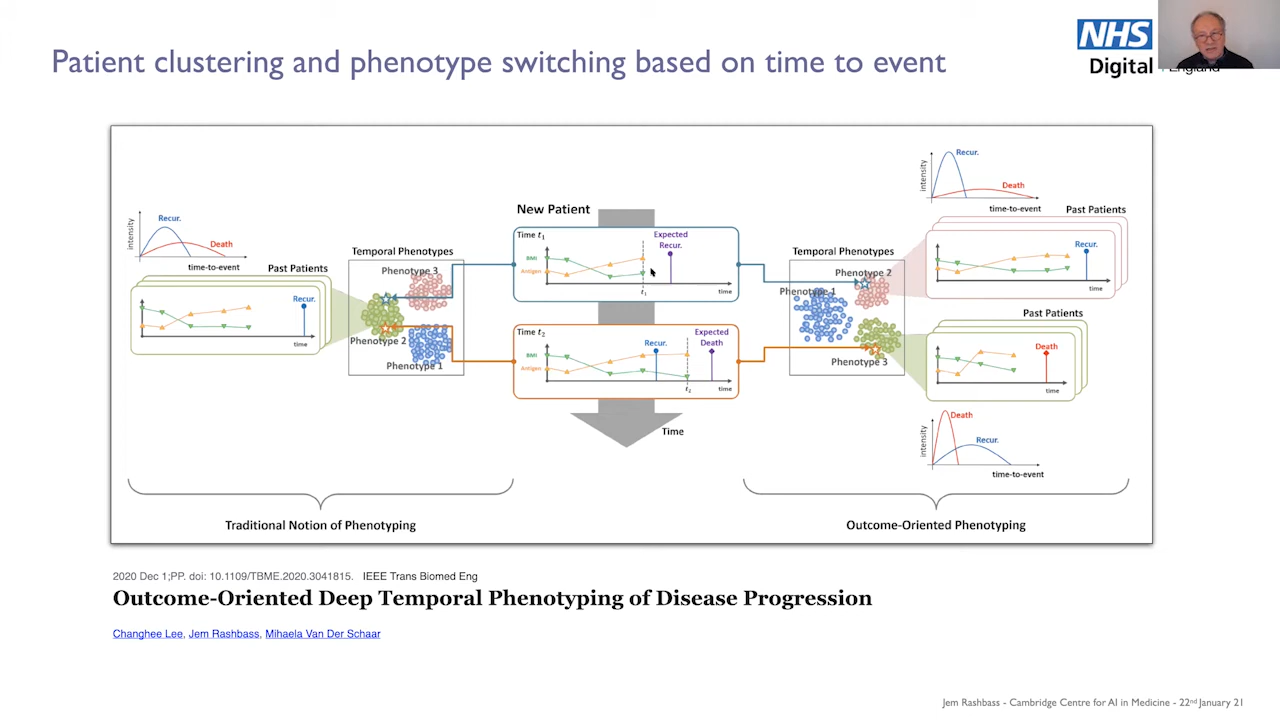 Patient clustering and phenotype switching based on time to event
NHS
Digital
England
intensity
Recur.
Death
time-to-event
Past Patients
Recur.
time
Temporal Phenotypes
Phenotype 3
Phenotype 2
Phenotype 1
New Patient
Time t1
BMI
Antigen
Expected
Recur.
t1
time
Time t2
BMI
Antigen
Recur.
Expected
Death
t2
time
Time
Temporal Phenotypes
Phenotype 2
Phenotype 1
Phenotype 3
intensity
Recur.
Death
time-to-event
Past Patients
Recur.
time
Past Patients
Death
time
intensity
Death
Recur.
time-to-event
Traditional Notion of Phenotyping
Outcome-Oriented Phenotyping
2020 Dec 1;PP. doi: 10.1109/TBME.2020.3041815. IEEE Trans Biomed Eng
Outcome-Oriented Deep Temporal Phenotyping of Disease Progression
Changhee Lee, Jem Rashbass, Mihaela Van Der Schaar
Jem Rashbass - Cambridge Centre for AI in Medicine - 22nd January 21